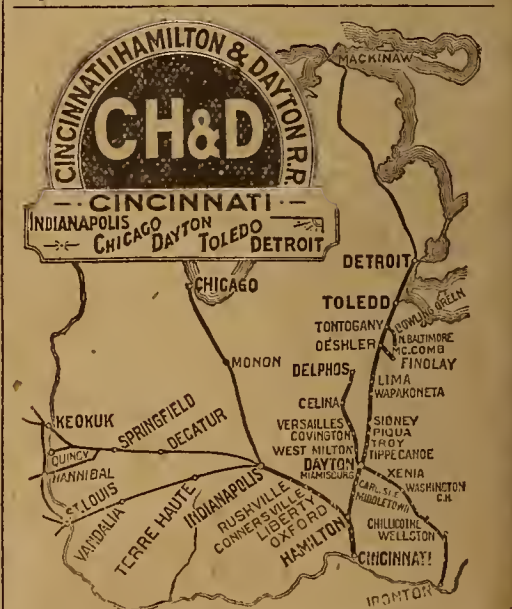 CINCINNATI HAMILTON & DAYTON R.R.
CH&D
CINCINNATI
INDIANAPOLIS
CHICAGO DAYTON TOLEDO DETROIT
MACKINAW
DETROIT
CHICAGO
TOLEDO
BOWLING GREEN
TONTOGANY
N. BALTIMORE
DESHLER
MC.COMB
FINDLAY
MONON
DELPHOS
LIMA
WAPAKONETA
CELINA
KEOKUK
SPRINGFIELD
DECATUR
VERSAILLES
SIDNEY
COVINGTON
PIQUA
WEST MILTON
TROY
TIPPECANOE
QUINCY
DAYTON
MIAMISBURG
XENIA
HANNIBAL
CARLISLE
WASHINGTON C.H.
MIDDLETOWN
ST. LOUIS
VANDALIA
TERRE HAUTE
INDIANAPOLIS
RUSHVILLE
CONNERSVILLE
LIBERTY
OXFORD
HAMILTON
CHILLICOTHE
WELLSTON
CINCINNATI
IRONTON